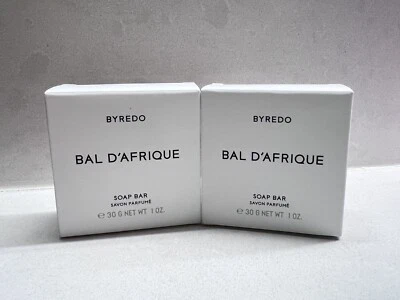 BYREDO
BAL D'AFRIQUE
SOAP BAR
SAVON PARFUMÉ
℮ 30 G NET WT 1 OZ.
BYREDO
BAL D'AFRIQUE
SOAP BAR
SAVON PARFUMÉ
℮ 30 G NET WT 1 OZ.